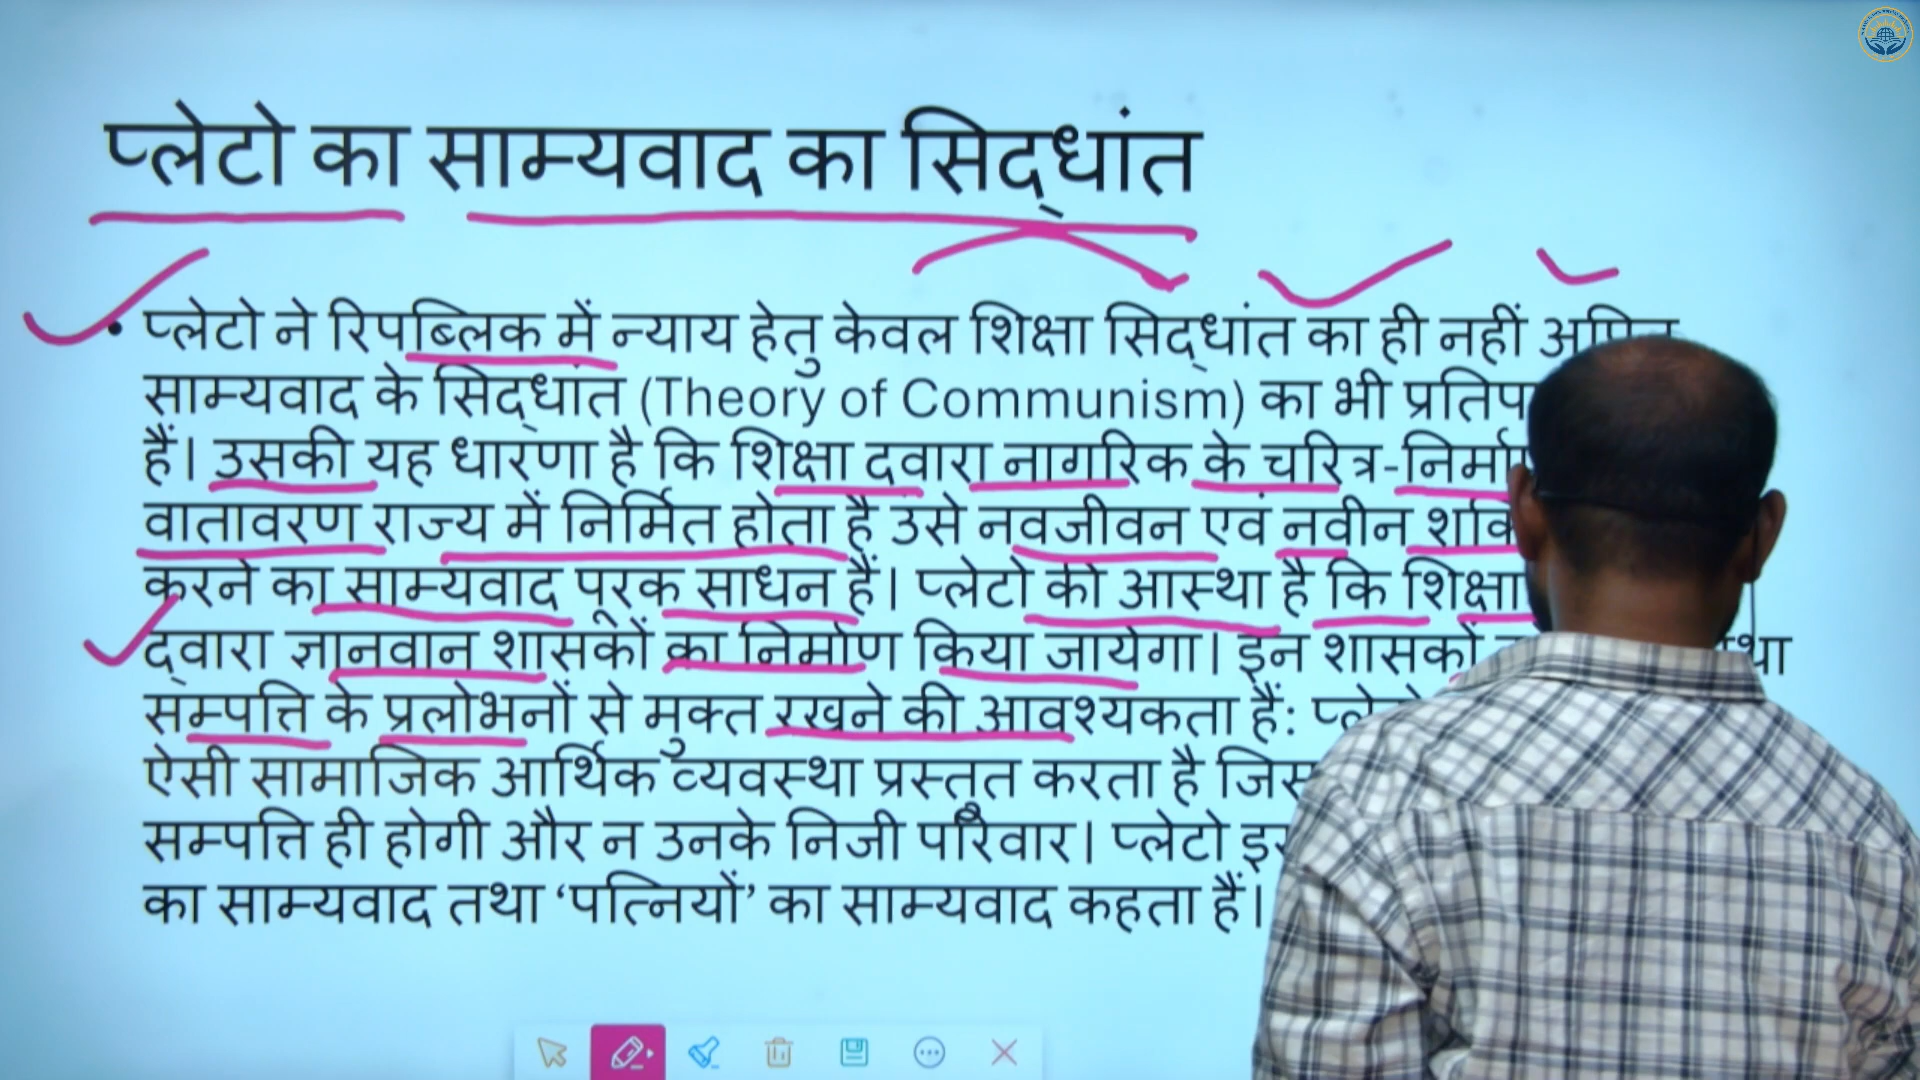 प्लेटो का साम्यवाद का सिद्धांत
• प्लेटो ने रिपब्लिक में न्याय हेतु केवल शिक्षा सिद्धांत का ही नहीं
साम्यवाद के सिद्धांत (Theory of Communism) का भी
हैं। उसकी यह धारणा है कि शिक्षा द्वारा नागरिक के चरित्र-
वातावरण राज्य में निर्मित होता है उसे नवजीवन एवं नवीन
करने का साम्यवाद पूरक साधन हैं। प्लेटो की आस्था है कि शिक्षा
द्वारा ज्ञानवान शासकों का निर्माण किया जायेगा। इन शासकों
सम्पत्ति के प्रलोभनों से मुक्त रखने की आवश्यकता हैं:
ऐसी सामाजिक आर्थिक व्यवस्था प्रस्तुत करता है
सम्पत्ति ही होगी और न उनके निजी परिवार। प्लेटो
का साम्यवाद तथा ‘पत्नियों’ का साम्यवाद कहता हैं।